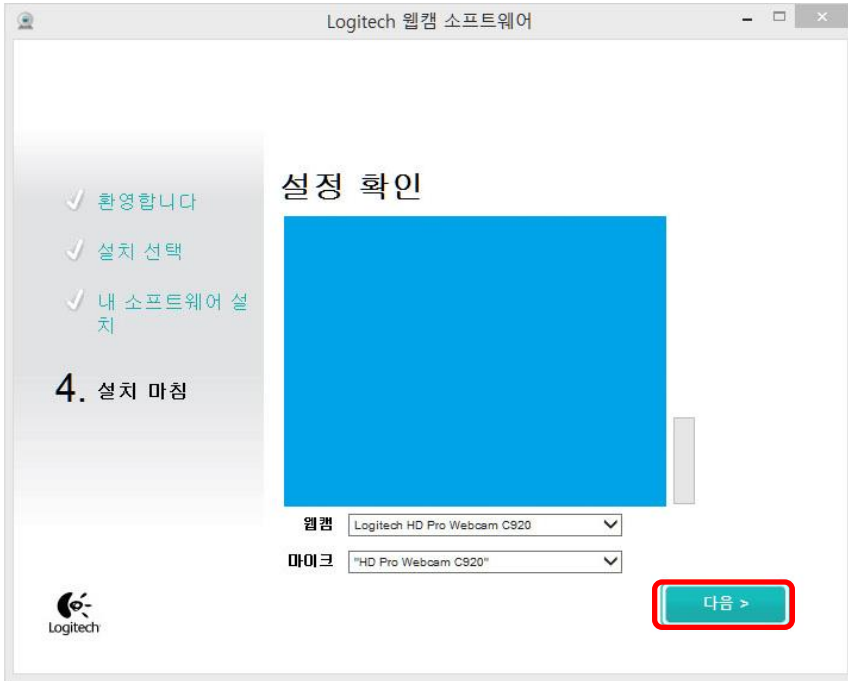 Logitech 웹캠 소프트웨어
설정 확인
환영합니다
설치 선택
내 소프트웨어 설
치
4. 설치 마침
웹캠 Logitech HD Pro Webcam C920
마이크 "HD Pro Webcam C920"
다음 >
Logitech